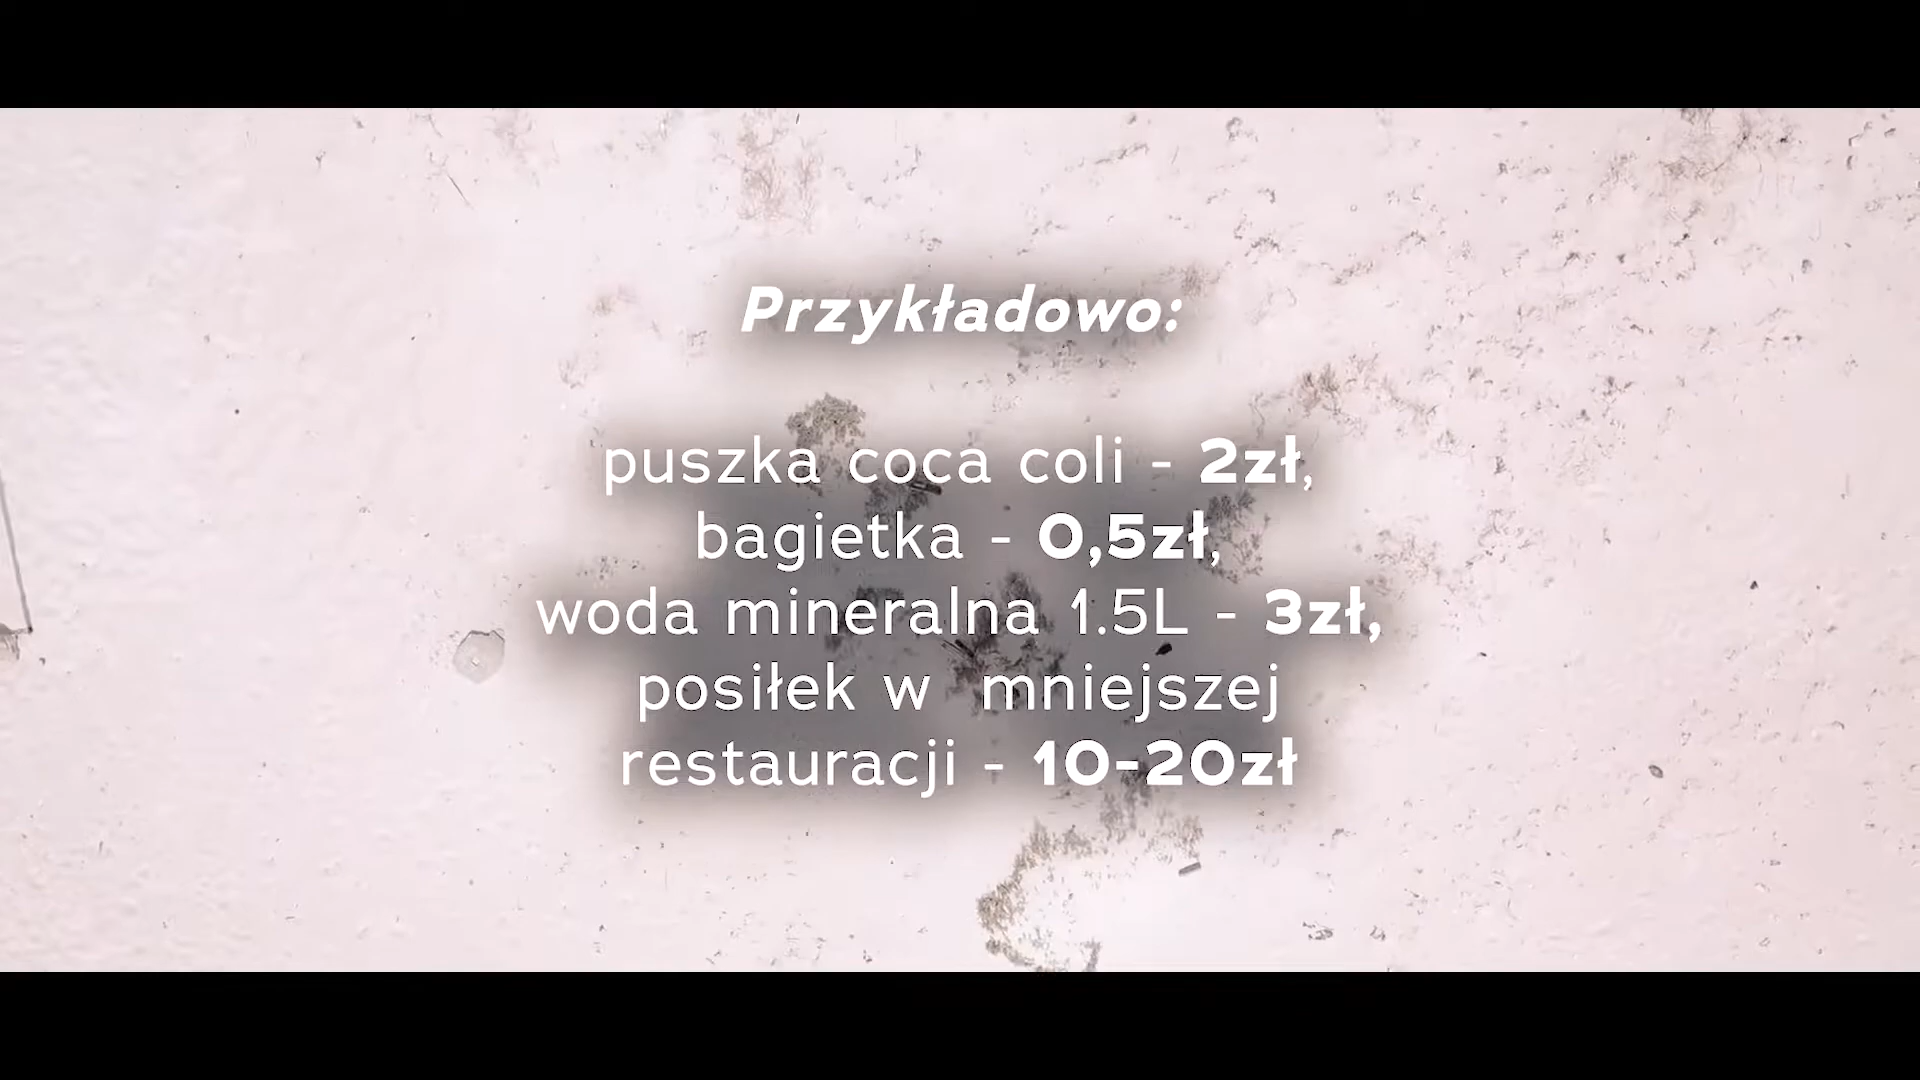 Przykładowo:
puszka coca coli - 2zł,
bagietka - 0,5zł,
woda mineralna 1.5L - 3zł,
posiłek w mniejszej
restauracji - 10-20zł